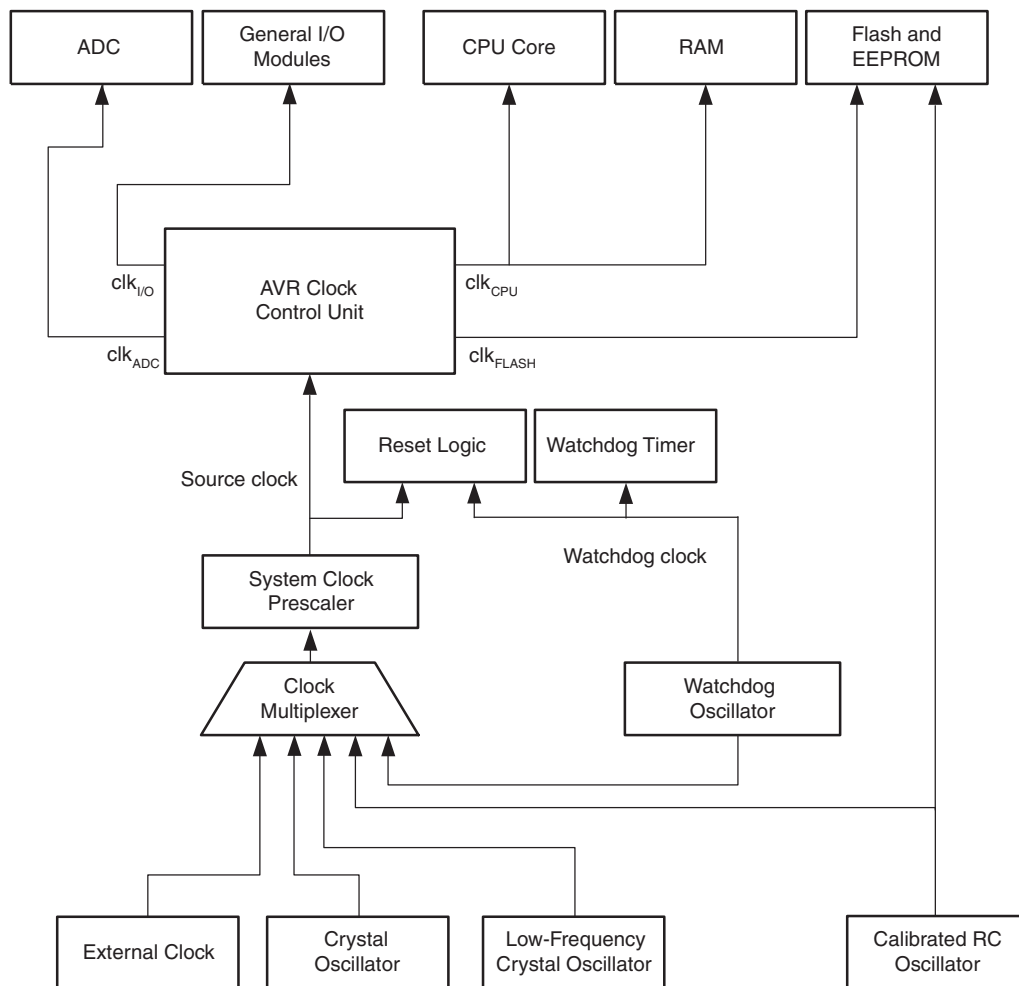 ADC
General I/O
Modules
CPU Core
RAM
Flash and
EEPROM
clkI/O
AVR Clock
Control Unit
clkCPU
clkADC
clkFLASH
Reset Logic
Watchdog Timer
Source clock
Watchdog clock
System Clock
Prescaler
Clock
Multiplexer
Watchdog
Oscillator
External Clock
Crystal
Oscillator
Low-Frequency
Crystal Oscillator
Calibrated RC
Oscillator